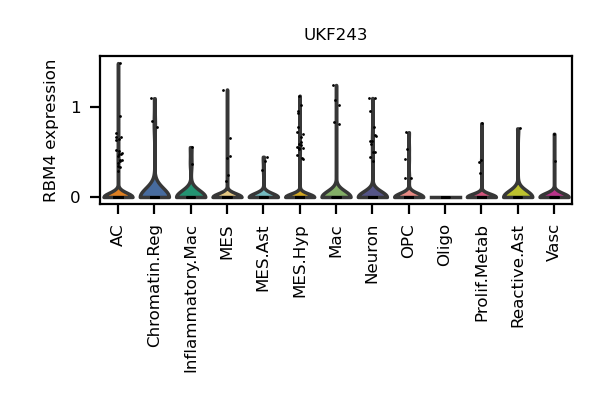 UKF243
RBM4 expression
1
0
AC
Chromatin.Reg
Inflammatory.Mac
MES
MES.Ast
MES.Hyp
Mac
Neuron
OPC
Oligo
Prolif.Metab
Reactive.Ast
Vasc